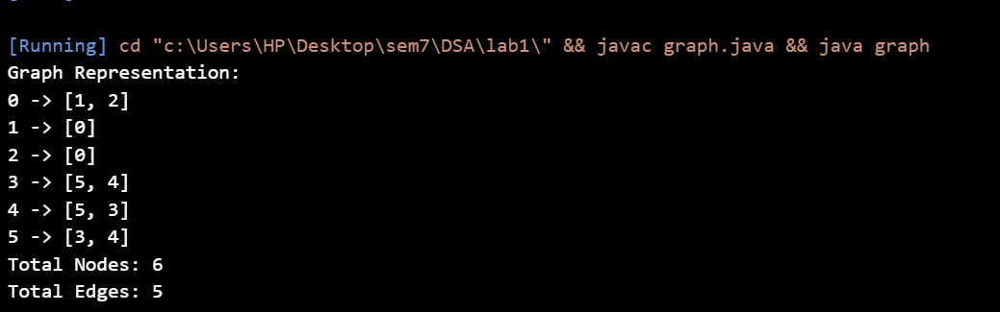 [Running] cd "c:\Users\HP\Desktop\sem7\DSA\lab1\" && javac graph.java && java graph
Graph Representation:
0 -> [1, 2]
1 -> [0]
2 -> [0]
3 -> [5, 4]
4 -> [5, 3]
5 -> [3, 4]
Total Nodes: 6
Total Edges: 5